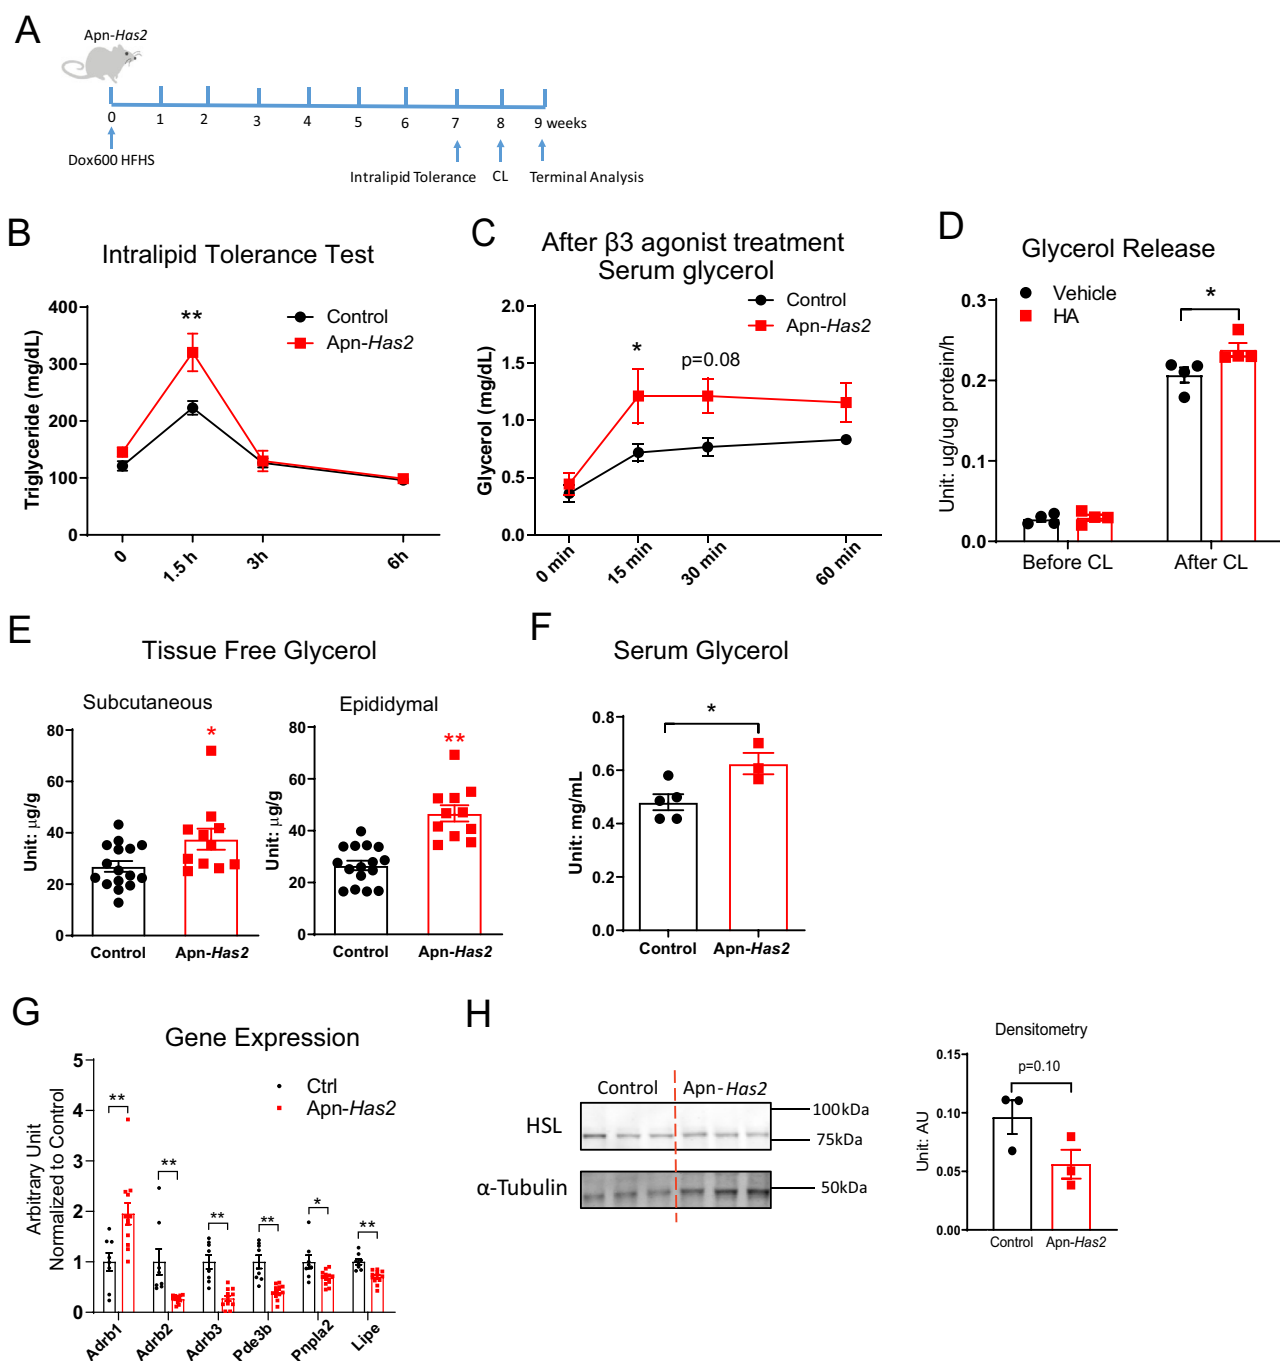 A
Apn-Has2
0 1 2 3 4 5 6 7 8 9 weeks
Dox600 HFHS
Intralipid Tolerance CL Terminal Analysis
B
Intralipid Tolerance Test
Triglyceride (mg/dL)
400
300
200
100
0
**
Control
Apn-Has2
0 1.5 h 3h 6h
C
After β3 agonist treatment
Serum glycerol
Glycerol (mg/dL)
2.0
1.5
1.0
0.5
0.0
Control
Apn-Has2
*
p=0.08
0 min 15 min 30 min 60 min
D
Glycerol Release
Unit: ug/ug protein/h
0.3
0.2
0.1
0.0
Vehicle
HA
*
Before CL After CL
E
Tissue Free Glycerol
Subcutaneous
Unit: μg/g
80
60
40
20
0
*
Control Apn-Has2
Epididymal
Unit: μg/g
80
60
40
20
0
**
Control Apn-Has2
F
Serum Glycerol
Unit: mg/mL
0.8
0.6
0.4
0.2
0.0
*
Control Apn-Has2
G
Gene Expression
Arbitrary Unit
Normalized to Control
5
4
3
2
1
0
Ctrl
Apn-Has2
** ** ** ** * **
Adrb1 Adrb2 Adrb3 Pde3b Pnpla2 Lipe
H
Control Apn-Has2
HSL
100kDa
75kDa
α-Tubulin
50kDa
Densitometry
Unit: AU
0.15
0.10
0.05
0.00
p=0.10
Control Apn-Has2